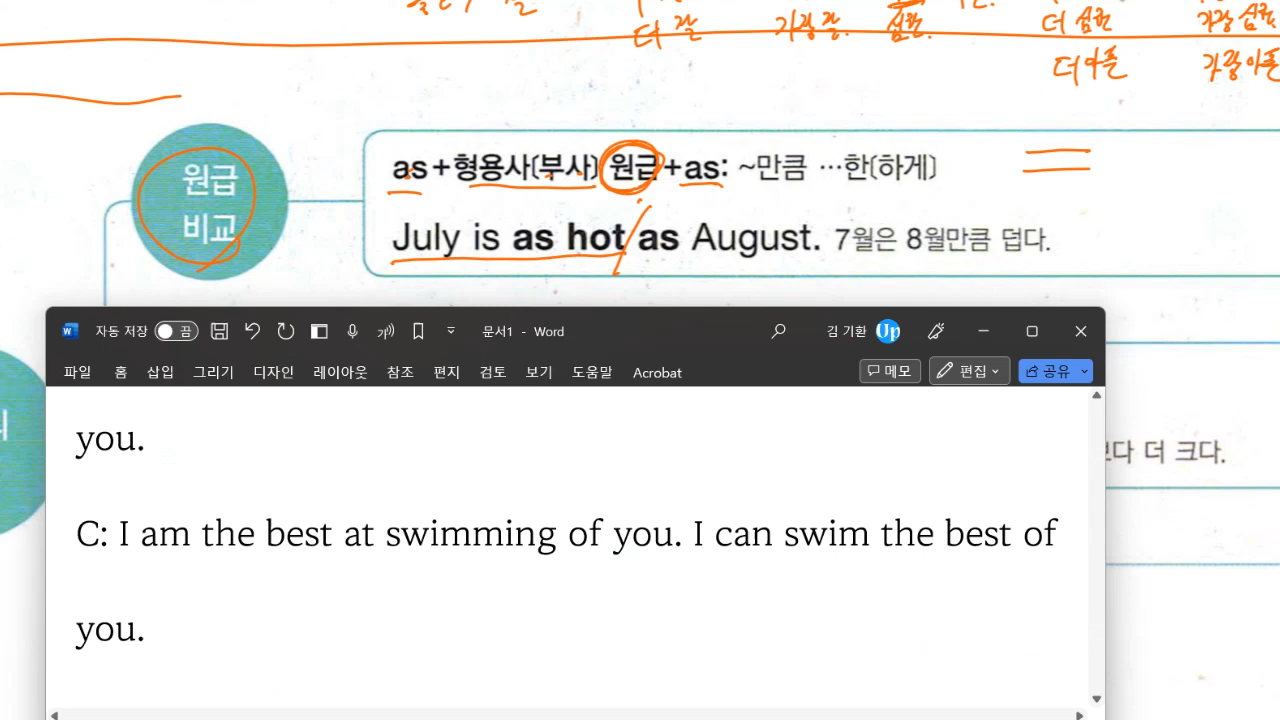 더 잘 가장 잘. 심한. 더 심한 가장 심한
더 아픈 가장 아픈
원급
비교
as+형용사(부사) 원급+as: ~만큼 …한(하게)
July is as hot as August. 7월은 8월만큼 덥다.
자동 저장 끔 가)) 문서1 - Word 김 기환 Up
파일 홈 삽입 그리기 디자인 레이아웃 참조 편지 검토 보기 도움말 Acrobat 메모 편집 공유
you.
보다 더 크다.
C: I am the best at swimming of you. I can swim the best of
you.